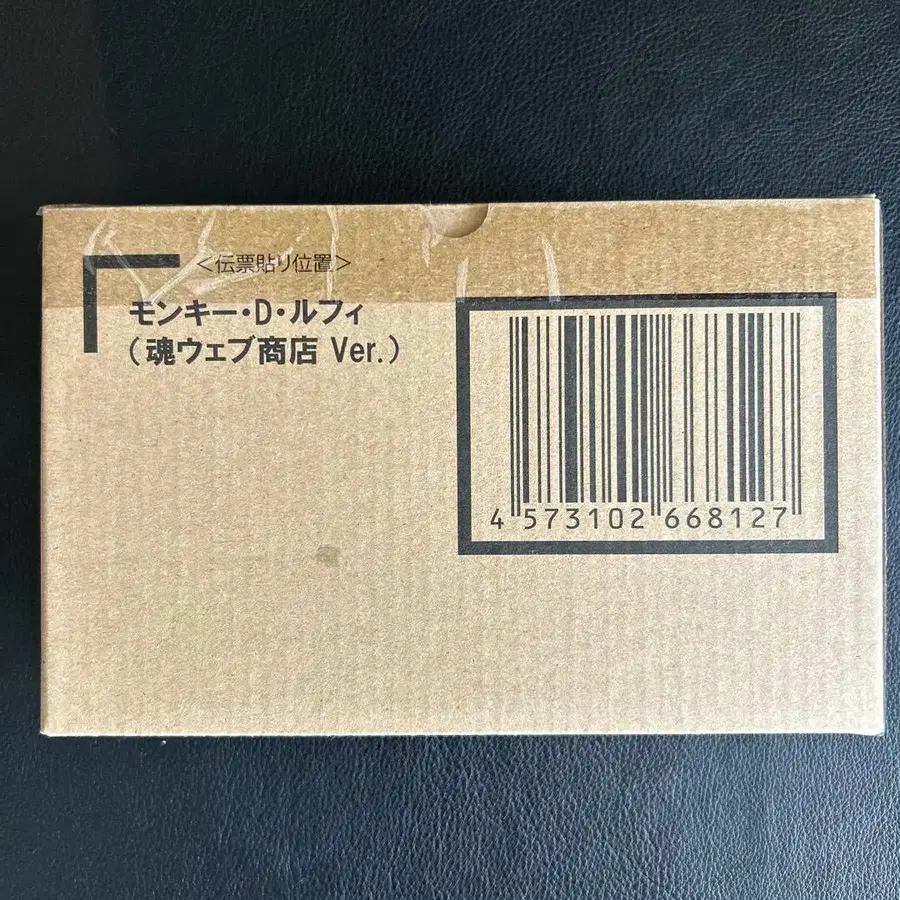 ＜伝票貼り位置＞
モンキー・D・ルフィ
（魂ウェブ商店 Ver.）
4 573102 668127